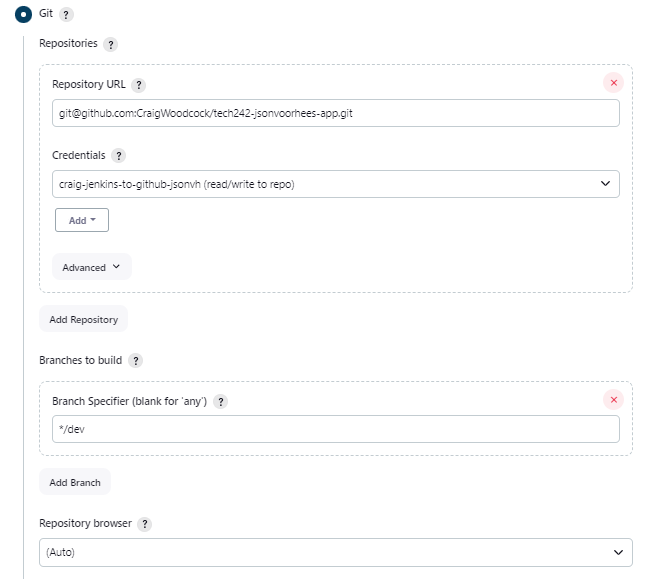 Git ?
Repositories ?
Repository URL ?
git@github.com:CraigWoodcock/tech242-jsonvoorhees-app.git
Credentials ?
craig-jenkins-to-github-jsonvh (read/write to repo)
Add
Advanced
Add Repository
Branches to build ?
Branch Specifier (blank for 'any') ?
*/dev
Add Branch
Repository browser ?
(Auto)